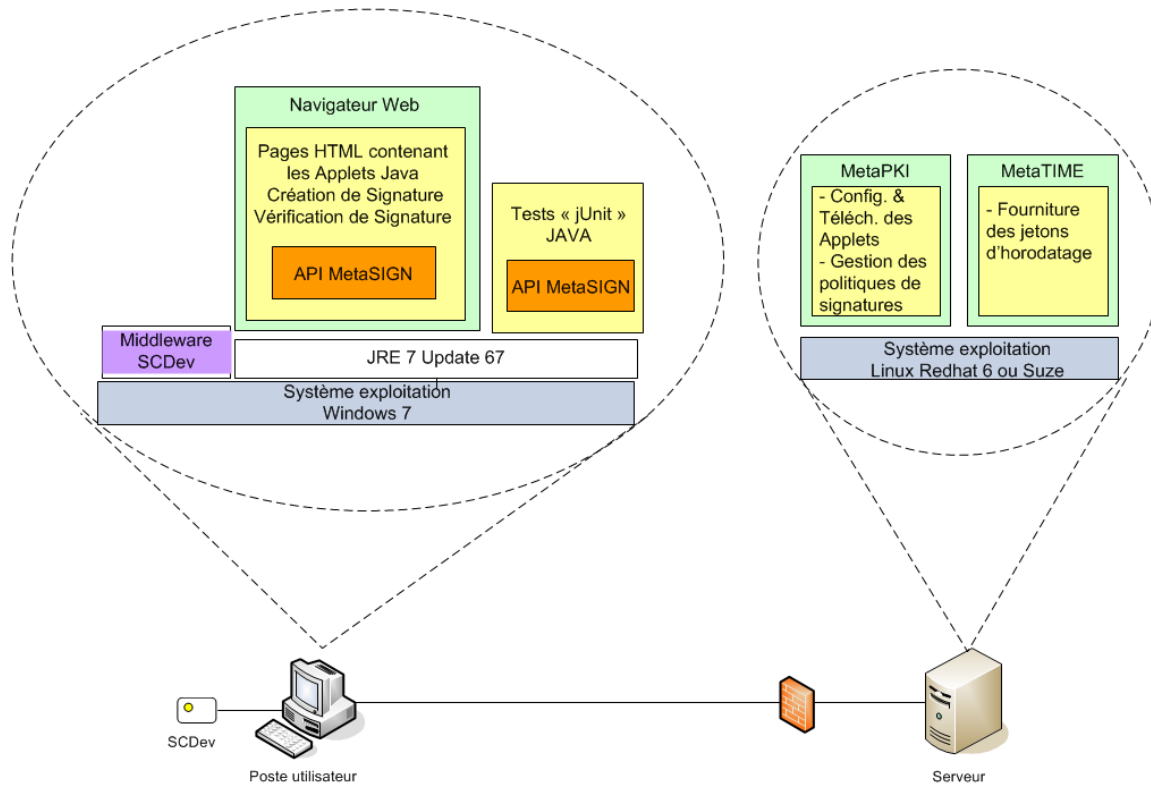 Navigateur Web
Pages HTML contenant
les Applets Java
Création de Signature
Vérification de Signature
API MetaSIGN
Tests « jUnit »
JAVA
API MetaSIGN
Middleware
SCDev
JRE 7 Update 67
Système exploitation
Windows 7
MetaPKI
- Config. &
Téléch. des
Applets
- Gestion des
politiques de
signatures
MetaTIME
- Fourniture
des jetons
d'horodatage
Système exploitation
Linux Redhat 6 ou Suze
SCDev
Poste utilisateur
Serveur